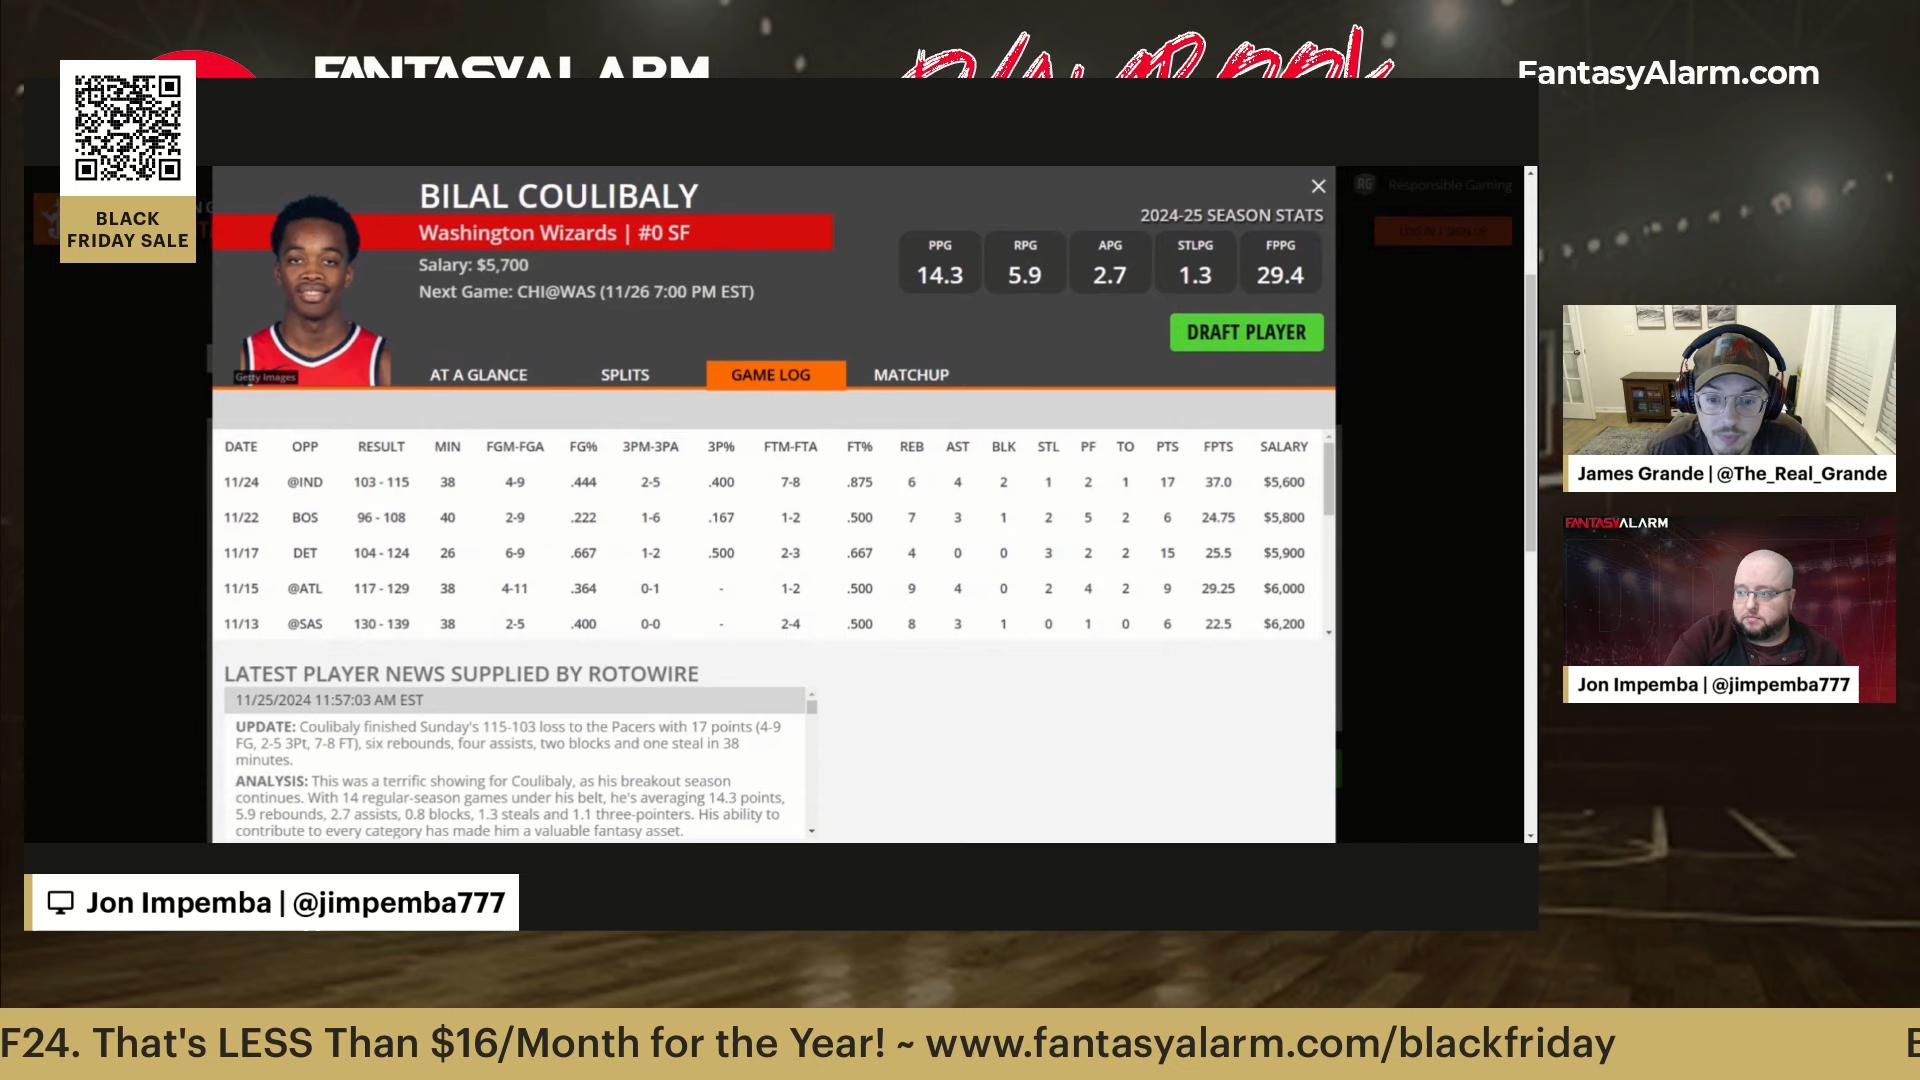 FANTASYALARM
PLAYBOOK
FantasyAlarm.com
BLACK
FRIDAY SALE
BILAL COULIBALY
Washington Wizards | #0 SF
Salary: $5,700
Next Game: CHI@WAS (11/26 7:00 PM EST)
Getty Images
2024-25 SEASON STATS
PPG RPG APG STLPG FPPG
14.3 5.9 2.7 1.3 29.4
DRAFT PLAYER
RG Responsible Gaming
LOG IN / SIGN UP
AT A GLANCE SPLITS GAME LOG MATCHUP
DATE OPP RESULT MIN FGM-FGA FG% 3PM-3PA 3P% FTM-FTA FT% REB AST BLK STL PF TO PTS FPTS SALARY
11/24 @IND 103 - 115 38 4-9 .444 2-5 .400 7-8 .875 6 4 2 1 2 1 17 37.0 $5,600
11/22 BOS 96 - 108 40 2-9 .222 1-6 .167 1-2 .500 7 3 1 2 5 2 6 24.75 $5,800
11/17 DET 104 - 124 26 6-9 .667 1-2 .500 2-3 .667 4 0 0 3 2 2 15 25.5 $5,900
11/15 @ATL 117 - 129 38 4-11 .364 0-1 - 1-2 .500 9 4 0 2 4 2 9 29.25 $6,000
11/13 @SAS 130 - 139 38 2-5 .400 0-0 - 2-4 .500 8 3 1 0 1 0 6 22.5 $6,200
LATEST PLAYER NEWS SUPPLIED BY ROTOWIRE
11/25/2024 11:57:03 AM EST
UPDATE: Coulibaly finished Sunday's 115-103 loss to the Pacers with 17 points (4-9
FG, 2-5 3Pt, 7-8 FT), six rebounds, four assists, two blocks and one steal in 38
minutes.
ANALYSIS: This was a terrific showing for Coulibaly, as his breakout season
continues. With 14 regular-season games under his belt, he's averaging 14.3 points,
5.9 rebounds, 2.7 assists, 0.8 blocks, 1.3 steals and 1.1 three-pointers. His ability to
contribute to every category has made him a valuable fantasy asset.
James Grande | @The_Real_Grande
FANTASYALARM
Jon Impemba | @jimpemba777
Jon Impemba | @jimpemba777
F24. That's LESS Than $16/Month for the Year! ~ www.fantasyalarm.com/blackfriday